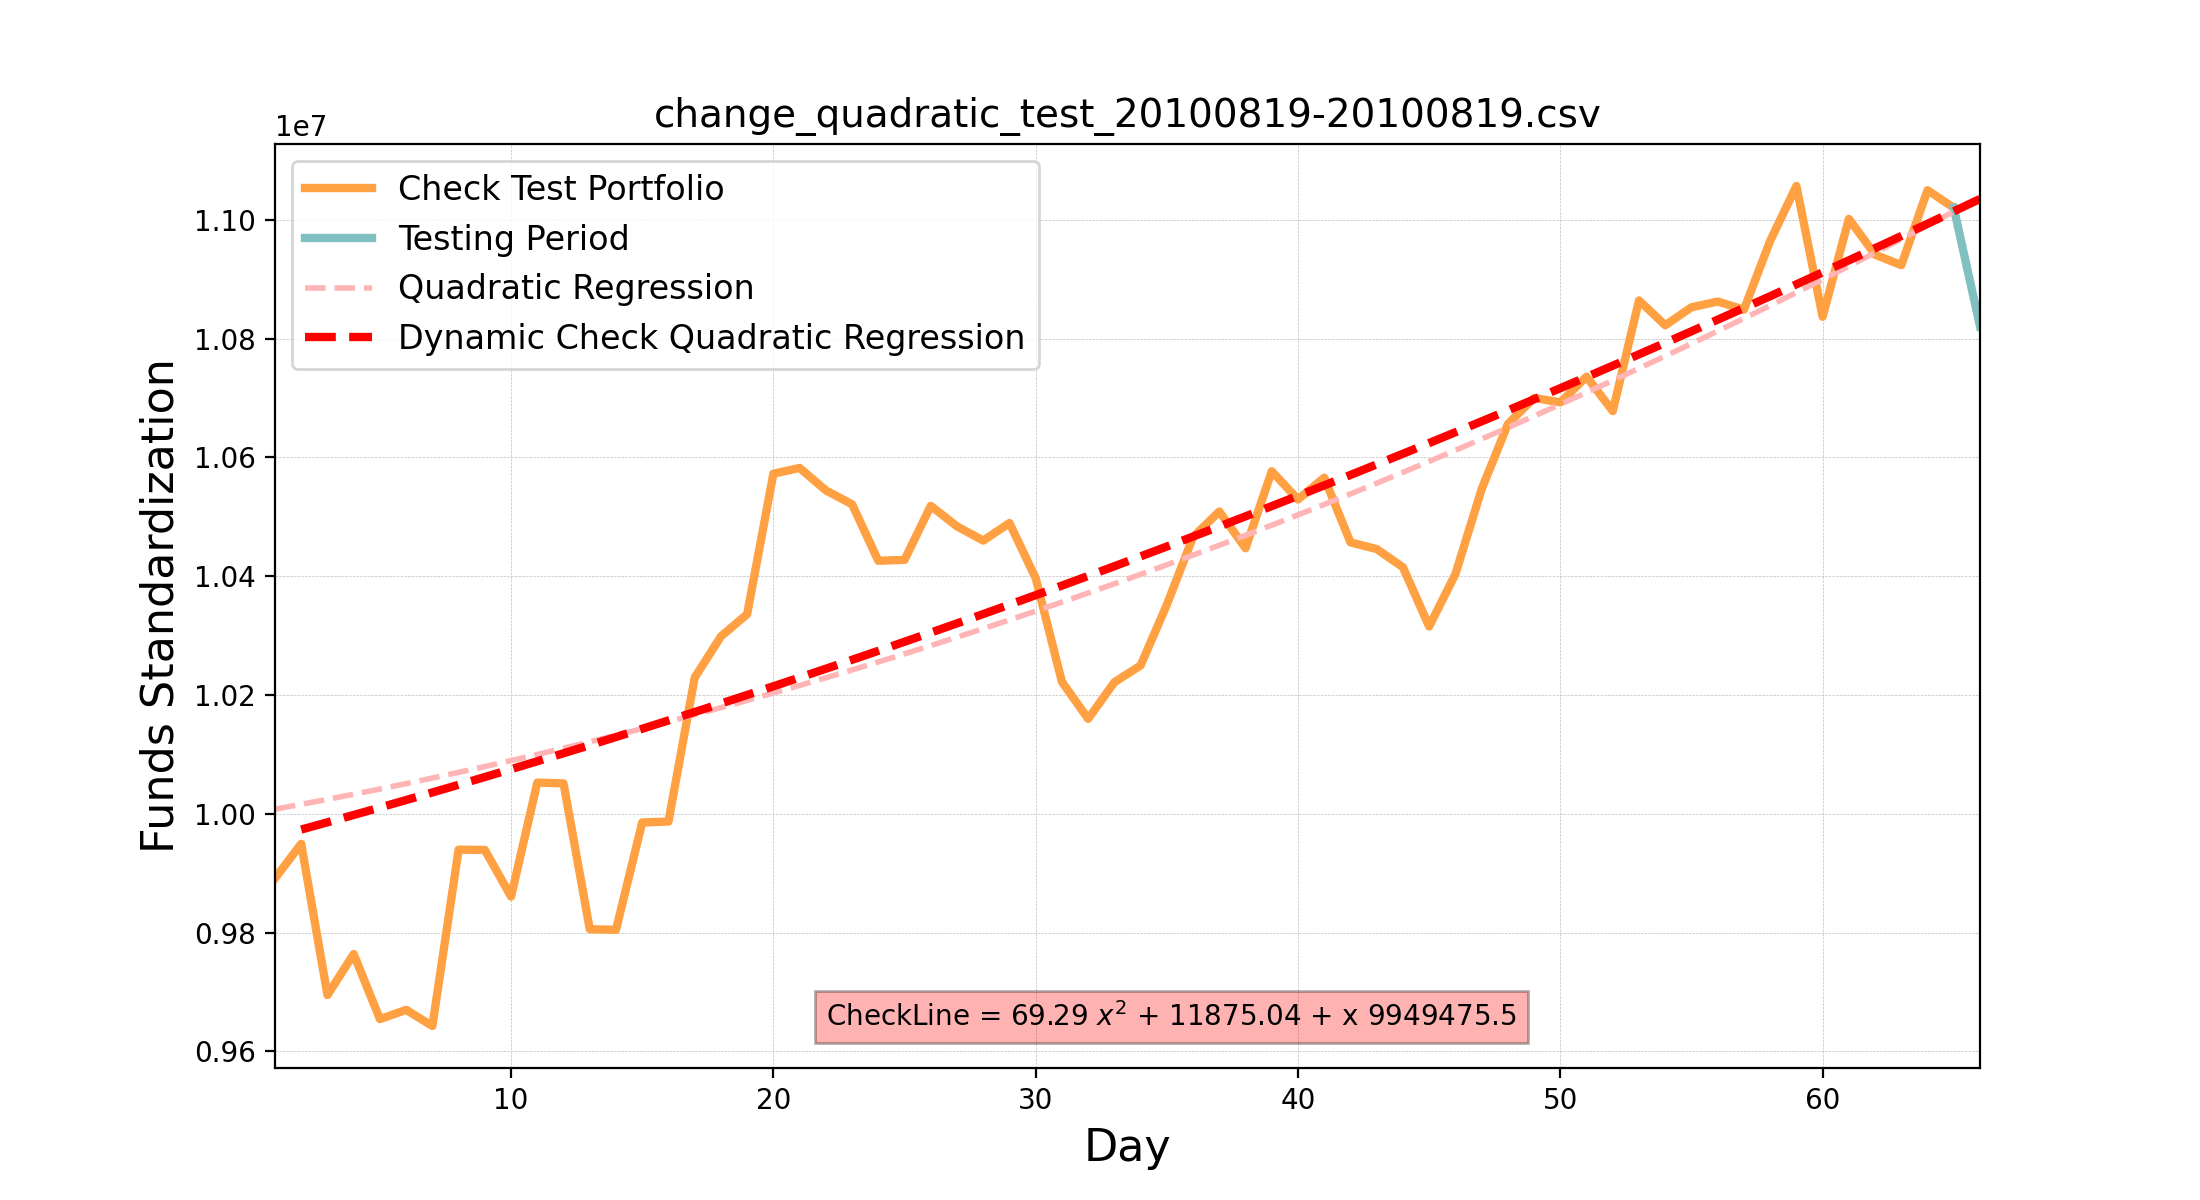 change_quadratic_test_20100819-20100819.csv
1e7
Check Test Portfolio
Testing Period
Quadratic Regression
Dynamic Check Quadratic Regression
Funds Standardization
1.10
1.08
1.06
1.04
1.02
1.00
0.98
0.96
CheckLine = 69.29 x² + 11875.04 + x 9949475.5
10 20 30 40 50 60
Day